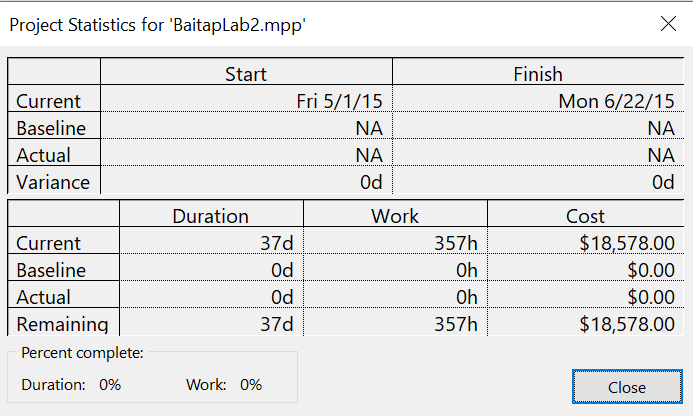 Project Statistics for 'BaitapLab2.mpp'
Start Finish
Current Fri 5/1/15 Mon 6/22/15
Baseline NA NA
Actual NA NA
Variance 0d 0d
Duration Work Cost
Current 37d 357h $18,578.00
Baseline 0d 0h $0.00
Actual 0d 0h $0.00
Remaining 37d 357h $18,578.00
Percent complete:
Duration: 0% Work: 0%
Close